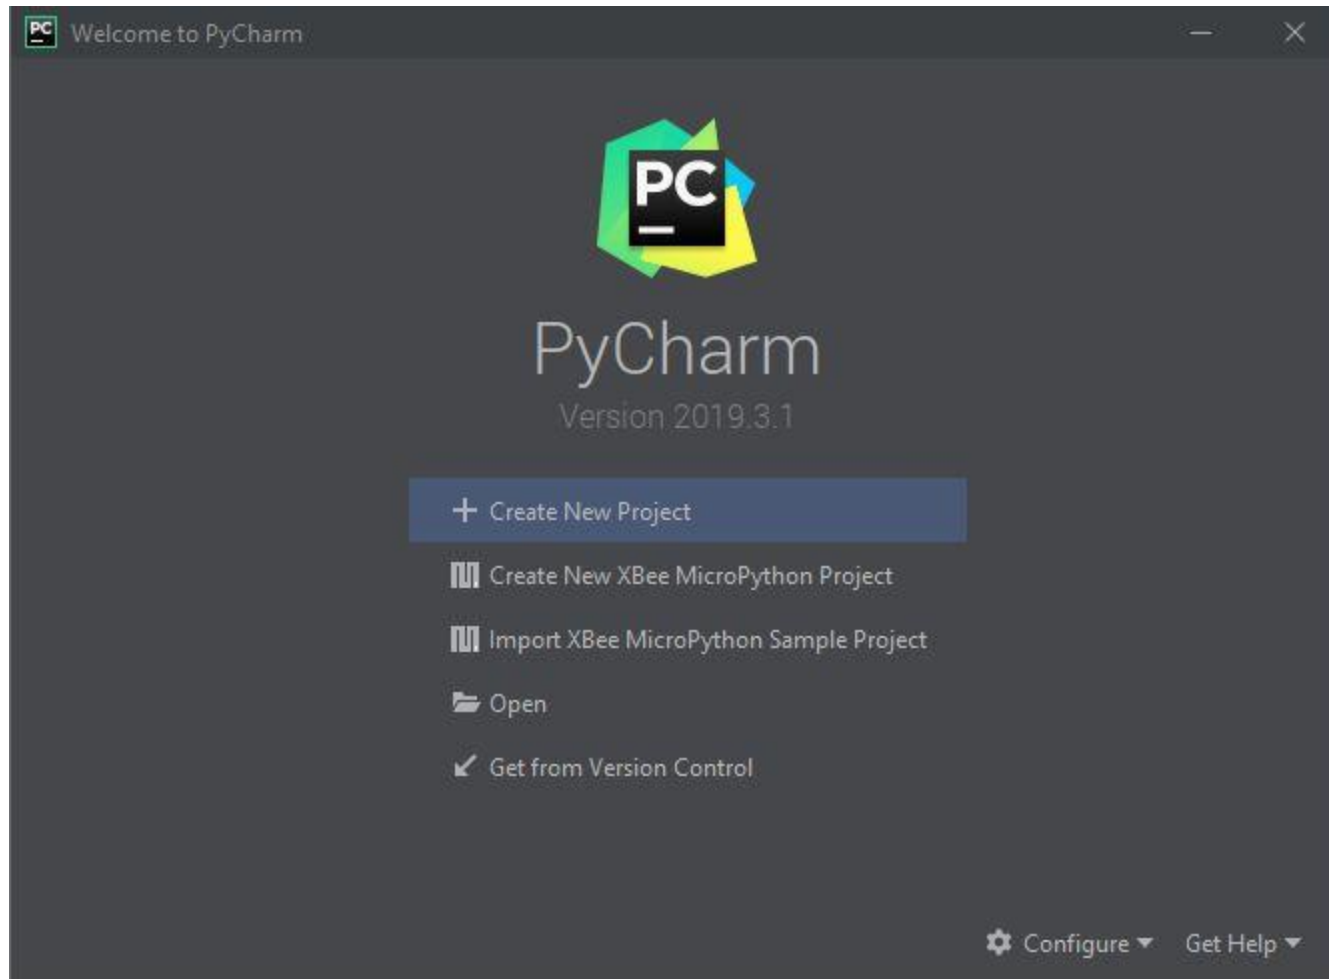 PC Welcome to PyCharm
PC
PyCharm
Version 2019.3.1
Create New Project
Create New XBee MicroPython Project
Import XBee MicroPython Sample Project
Open
Get from Version Control
Configure Get Help